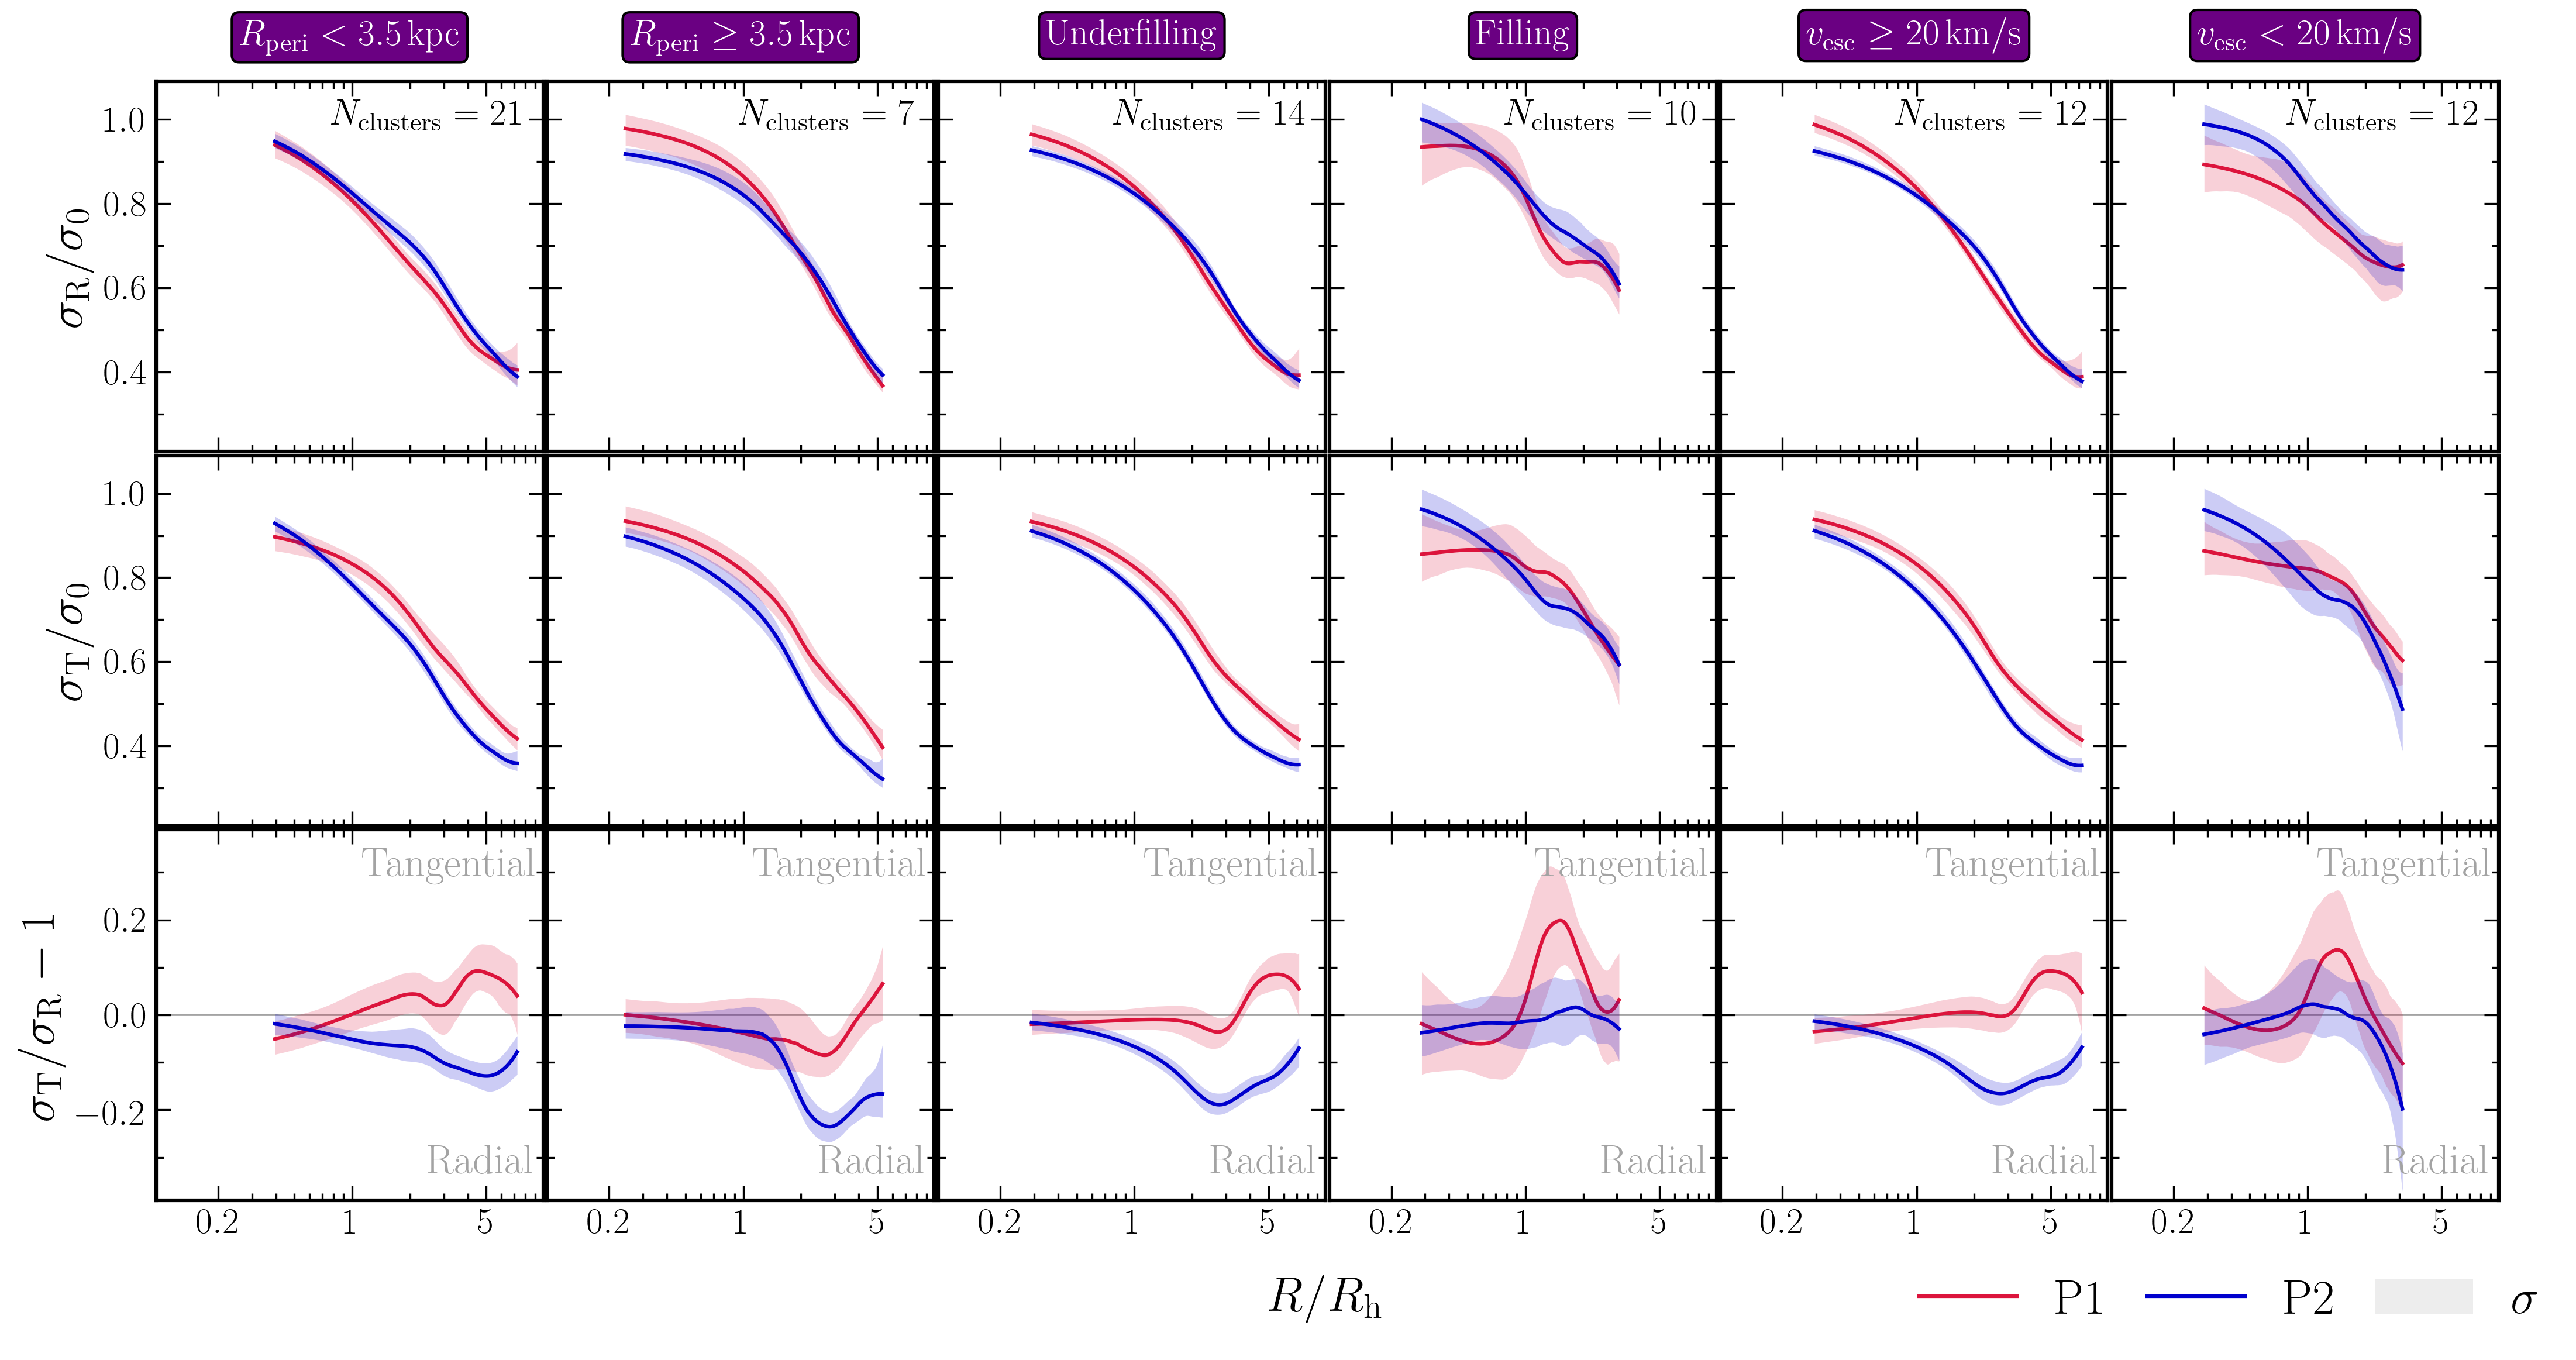 R_peri < 3.5 kpc
R_peri ≥ 3.5 kpc
Underfilling
Filling
v_esc ≥ 20 km/s
v_esc < 20 km/s
N_clusters = 21
N_clusters = 7
N_clusters = 14
N_clusters = 10
N_clusters = 12
N_clusters = 12
σ_R/σ_0
1.0
0.8
0.6
0.4
σ_T/σ_0
1.0
0.8
0.6
0.4
σ_T/σ_R − 1
0.2
0.0
−0.2
Tangential
Tangential
Tangential
Tangential
Tangential
Tangential
Radial
Radial
Radial
Radial
Radial
Radial
0.2 1 5
0.2 1 5
0.2 1 5
0.2 1 5
0.2 1 5
0.2 1 5
R/R_h
P1
P2
σ